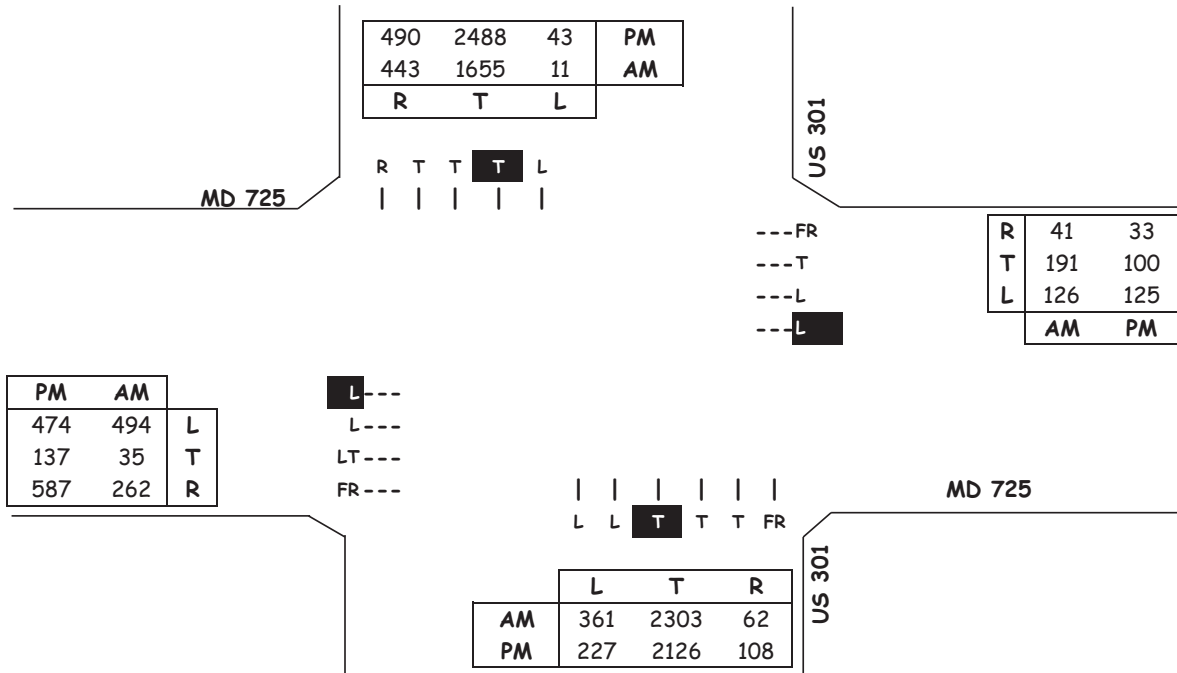 490 2488 43 PM
443 1655 11 AM
R T L
US 301
R T T T L
MD 725
---FR
---T
---L
---L
R 41 33
T 191 100
L 126 125
AM PM
PM AM
474 494 L
137 35 T
587 262 R
L---
L---
LT---
FR---
MD 725
L L T T T FR
US 301
L T R
AM 361 2303 62
PM 227 2126 108